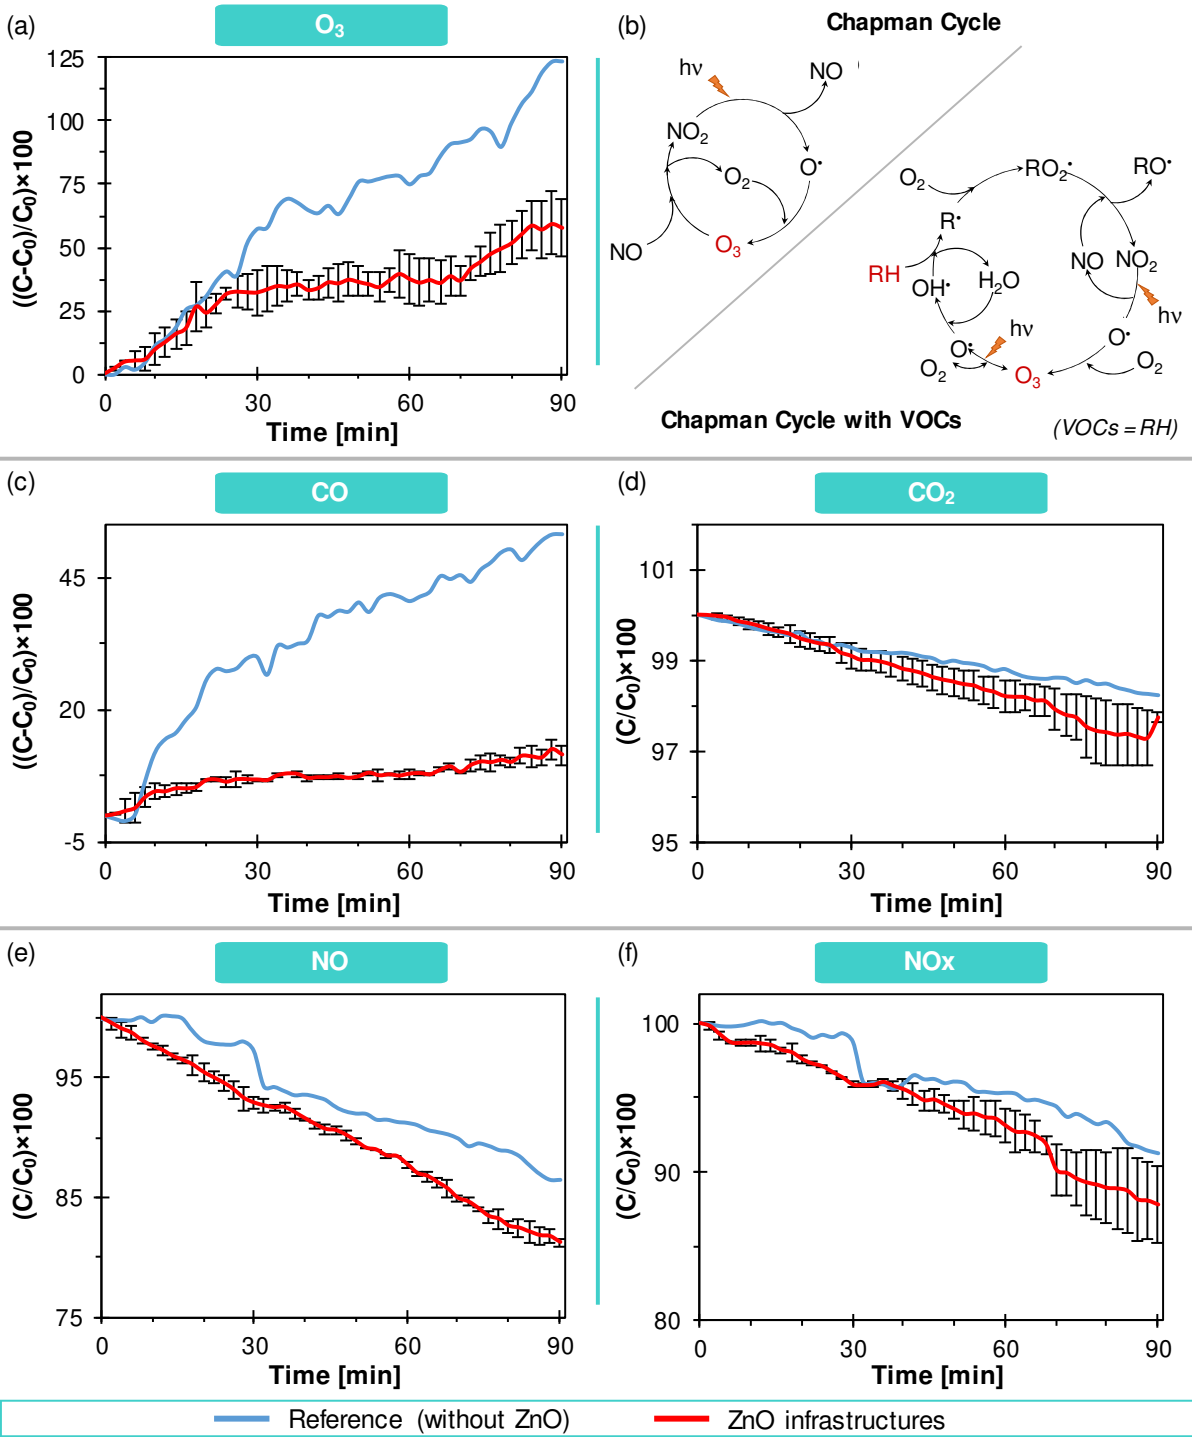 (a)
O3
((C-C0)/C0)×100
125
100
75
50
25
0
0 30 60 90
Time [min]
(b)
Chapman Cycle
hν
NO
NO2
O•
O2
NO
O3
O2
RO2•
RO•
R•
NO
NO2
RH
OH•
H2O
hν
hν
O•
O•
O2
O3
O2
Chapman Cycle with VOCs
(VOCs = RH)
(c)
CO
((C-C0)/C0)×100
45
20
-5
0 30 60 90
Time [min]
(d)
CO2
(C/C0)×100
101
99
97
95
0 30 60 90
Time [min]
(e)
NO
(C/C0)×100
95
85
75
0 30 60 90
Time [min]
(f)
NOx
(C/C0)×100
100
90
80
0 30 60 90
Time [min]
Reference (without ZnO)
ZnO infrastructures